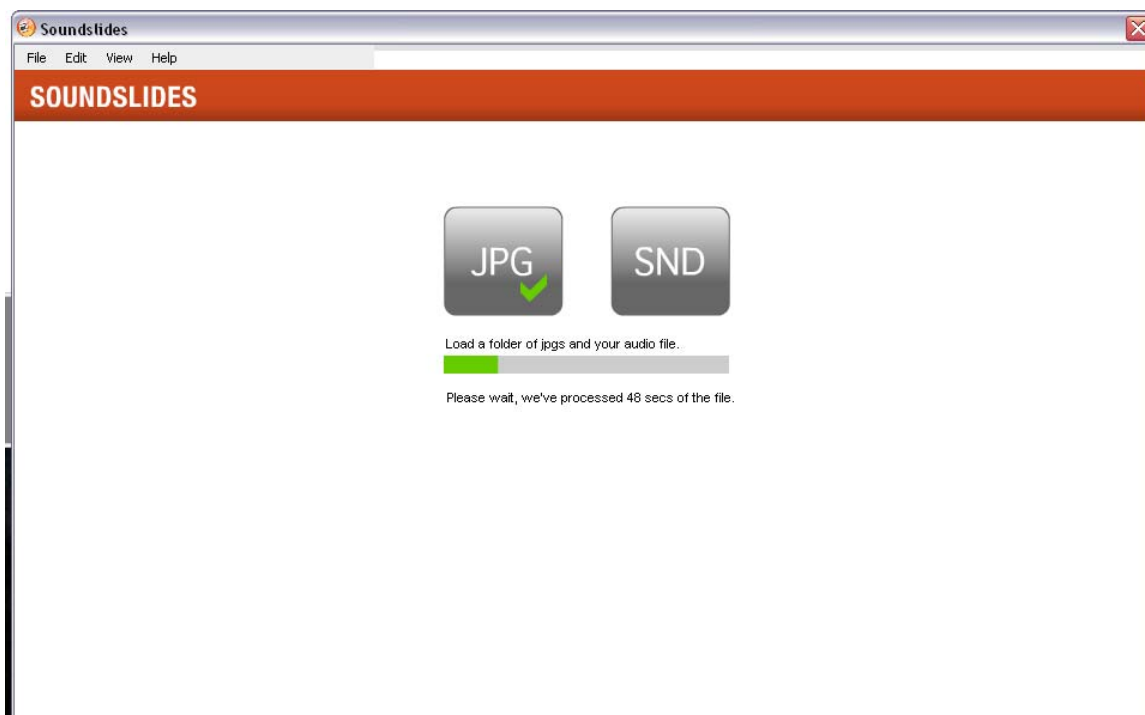 Soundslides
File Edit View Help
SOUNDSLIDES
JPG SND
Load a folder of jpgs and your audio file.
Please wait, we've processed 48 secs of the file.